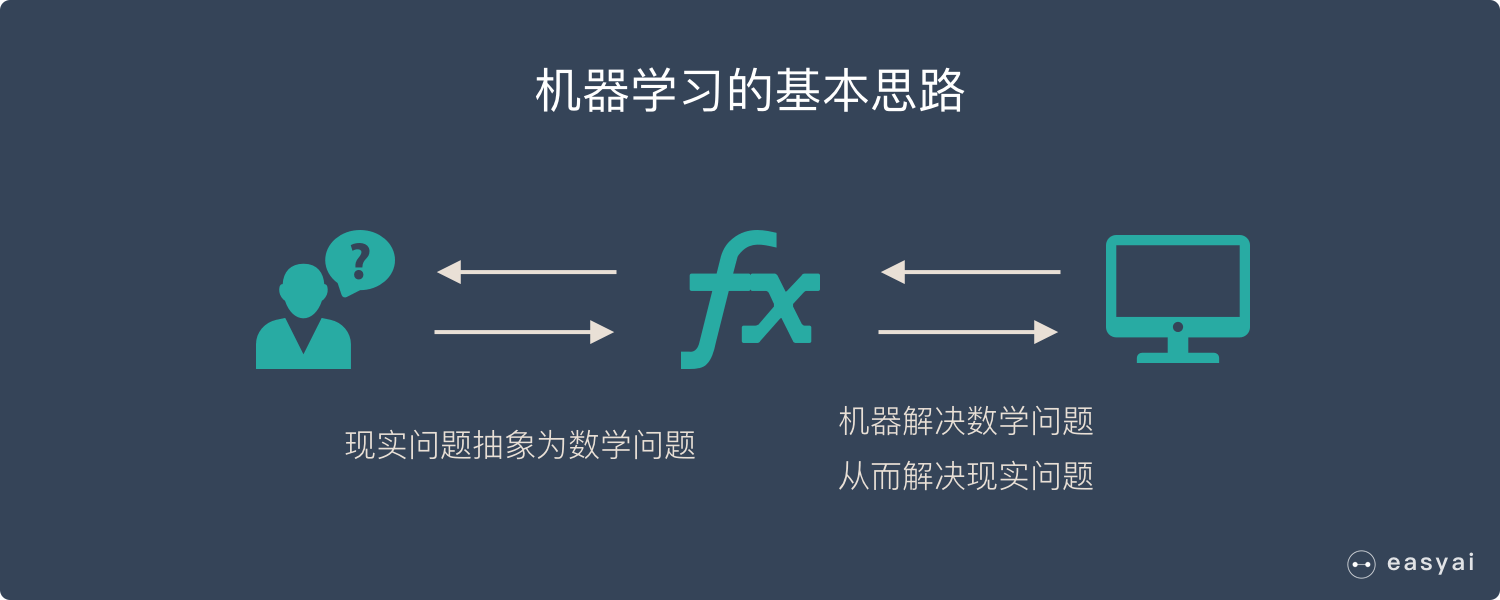 机器学习的基本思路
?
fx
现实问题抽象为数学问题
机器解决数学问题
从而解决现实问题
easyai